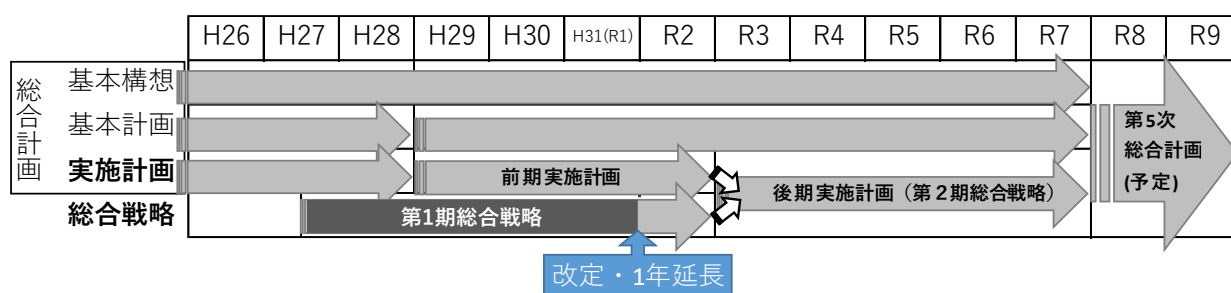 H26 H27 H28 H29 H30 H31(R1) R2 R3 R4 R5 R6 R7 R8 R9
総合計画
基本構想
基本計画
実施計画
前期実施計画
後期実施計画（第２期総合戦略）
第5次
総合計画
(予定)
総合戦略
第1期総合戦略
改定・1年延長